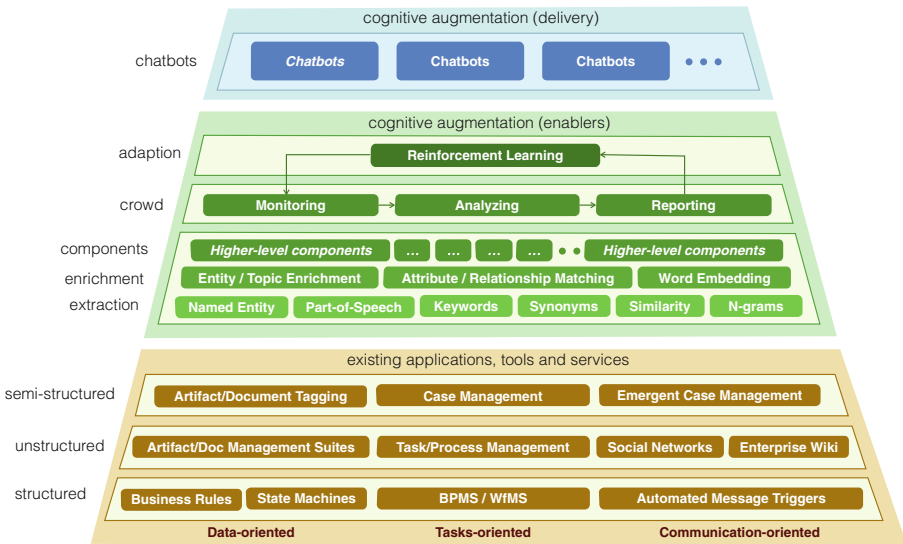 cognitive augmentation (delivery)
chatbots
Chatbots Chatbots Chatbots
cognitive augmentation (enablers)
adaption
Reinforcement Learning
crowd
Monitoring Analyzing Reporting
components
Higher-level components ... ... ... ... Higher-level components
enrichment
Entity / Topic Enrichment Attribute / Relationship Matching Word Embedding
extraction
Named Entity Part-of-Speech Keywords Synonyms Similarity N-grams
existing applications, tools and services
semi-structured
Artifact/Document Tagging Case Management Emergent Case Management
unstructured
Artifact/Doc Management Suites Task/Process Management Social Networks Enterprise Wiki
structured
Business Rules State Machines BPMS / WfMS Automated Message Triggers
Data-oriented Tasks-oriented Communication-oriented